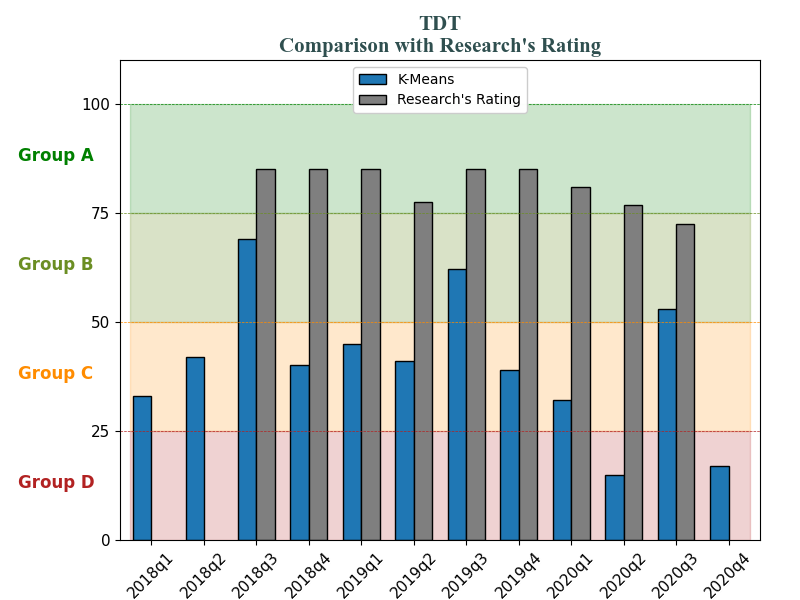 TDT
Comparison with Research's Rating
K-Means
Research's Rating
100
Group A
75
Group B
50
Group C
25
Group D
0
2018q1
2018q2
2018q3
2018q4
2019q1
2019q2
2019q3
2019q4
2020q1
2020q2
2020q3
2020q4